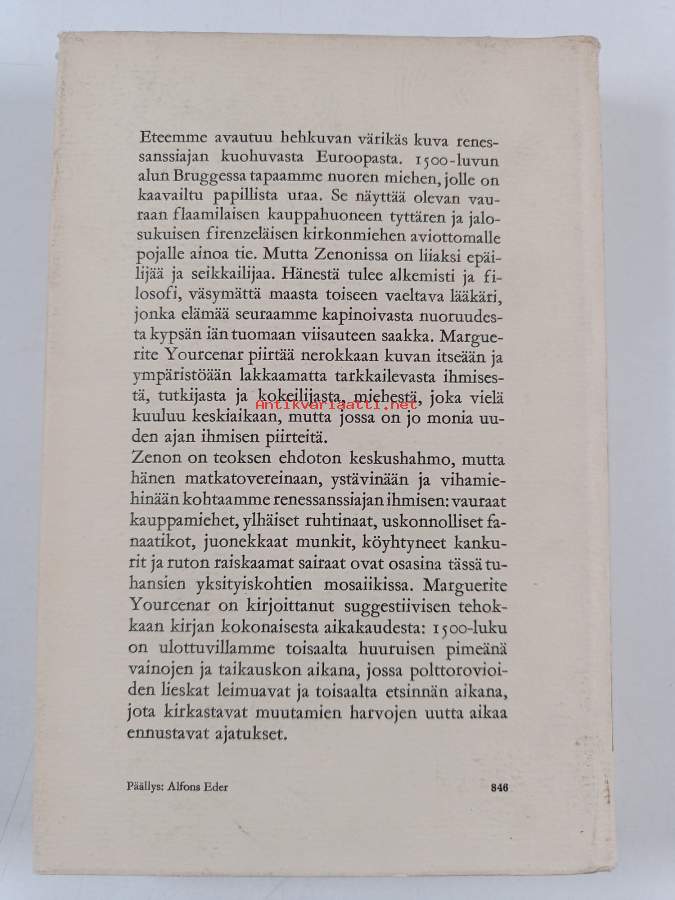 Eteemme avautuu hehkuvan värikäs kuva renes-
sanssiajan kuohuvasta Euroopasta. 1500-luvun
alun Bruggessa tapaamme nuoren miehen, jolle on
kaavailtu papillista uraa. Se näyttää olevan vau-
raan flaamilaisen kauppahuoneen tyttären ja jalo-
sukuisen firenzeläisen kirkonmiehen aviottomalle
pojalle ainoa tie. Mutta Zenonissa on liiaksi epäi-
lijää ja seikkailijaa. Hänestä tulee alkemisti ja fi-
losofi, väsymättä maasta toiseen vaeltava lääkäri,
jonka elämää seuraamme kapinoivasta nuoruudes-
ta kypsän iän tuomaan viisauteen saakka. Margue-
rite Yourcenar piirtää nerokkaan kuvan itseään ja
ympäristöään lakkaamatta tarkkailevasta ihmises-
tä, tutkijasta ja kokeilijasta, miehestä, joka vielä
Antikvariaatti.net
kuuluu keskiaikaan, mutta jossa on jo monia uu-
den ajan ihmisen piirteitä.
Zenon on teoksen ehdoton keskushahmo, mutta
hänen matkatovereinaan, ystävinään ja vihamie-
hinään kohtaamme renessanssiajan ihmisen: vauraat
kauppamiehet, ylhäiset ruhtinaat, uskonnolliset fa-
naatikot, juonekkaat munkit, köyhtyneet kanku-
rit ja ruton raiskaamat sairaat ovat osasina tässä tu-
hansien yksityiskohtien mosaiikissa. Marguerite
Yourcenar on kirjoittanut suggestiivisen tehok-
kaan kirjan kokonaisesta aikakaudesta: 1500-luku
on ulottuvillamme toisaalta huuruisen pimeänä
vainojen ja taikauskon aikana, jossa polttorovioi-
den lieskat leimuavat ja toisaalta etsinnän aikana,
jota kirkastavat muutamien harvojen uutta aikaa
ennustavat ajatukset.
Päällys: Alfons Eder
846